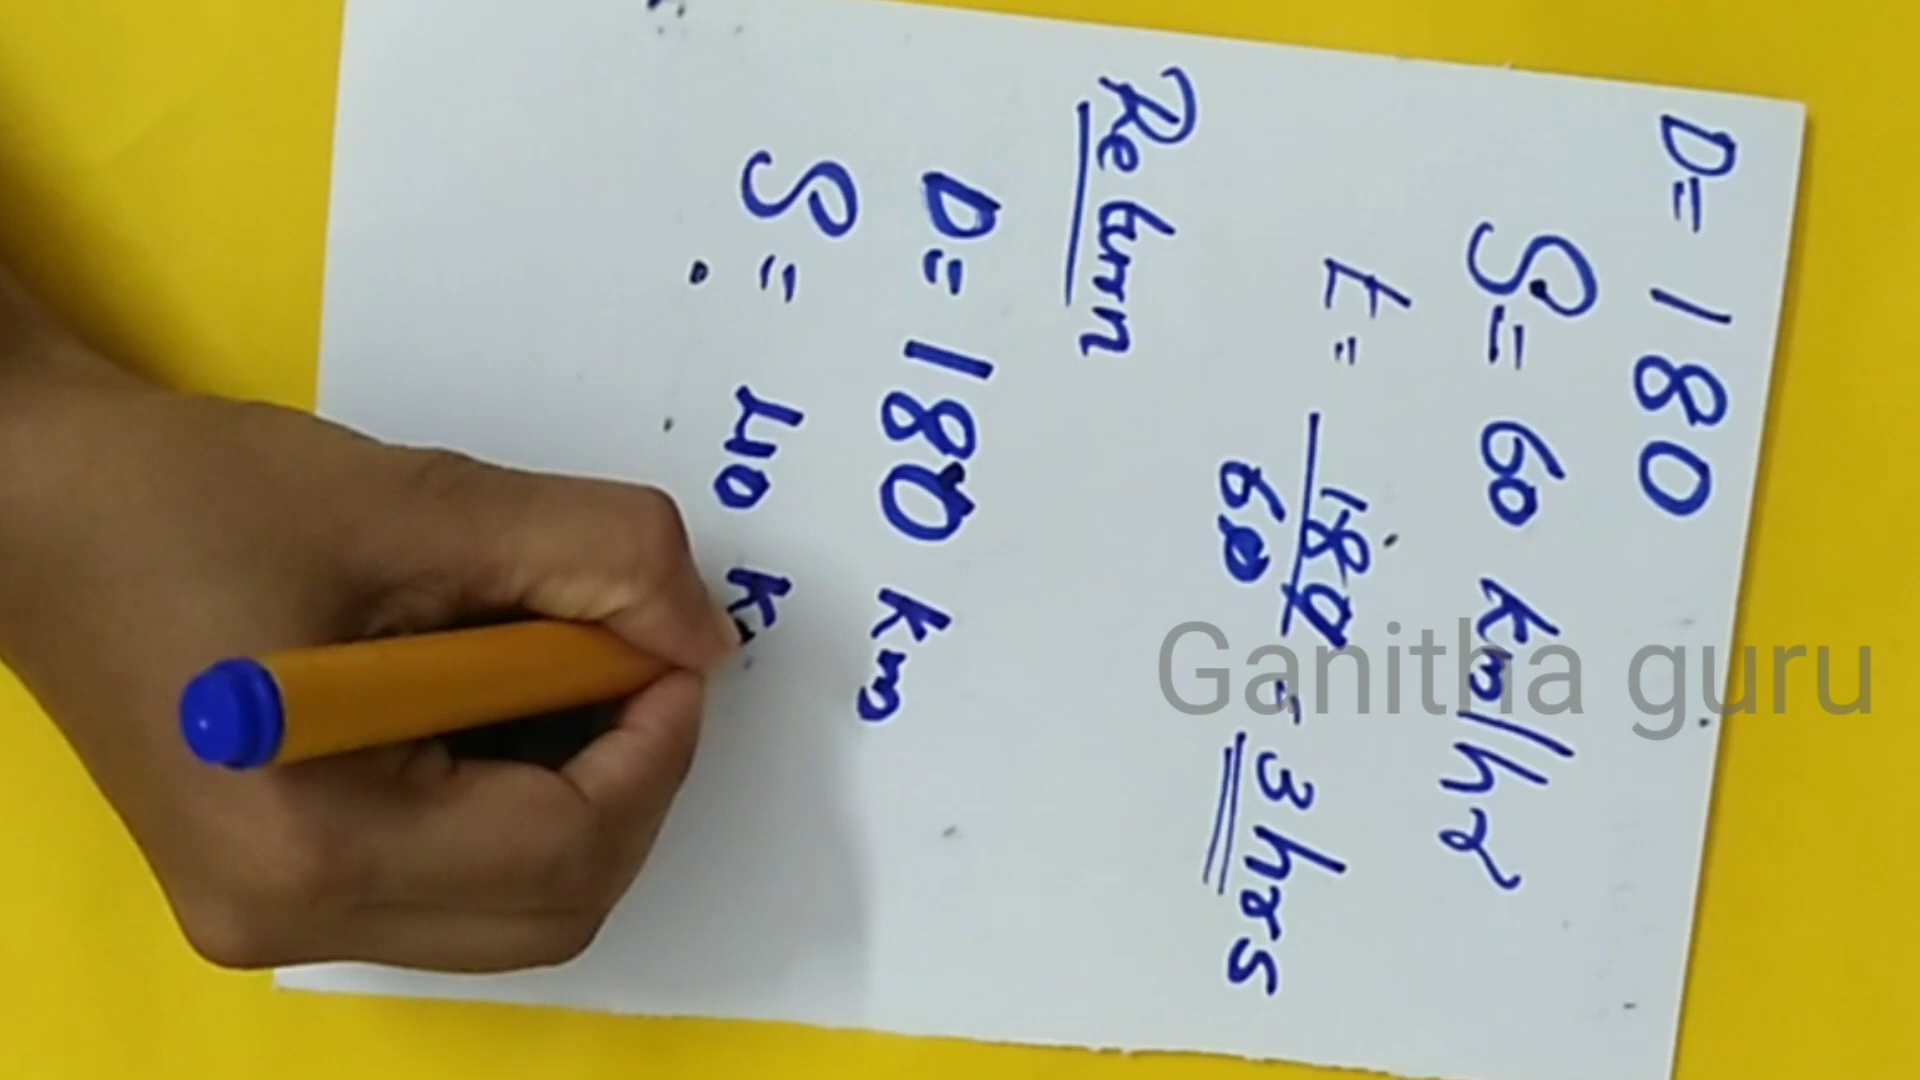 D = 180
S = 60 km/hr
t = 180/60 = 3 hrs
Return
D = 180 km
S = 40 k
Ganitha guru